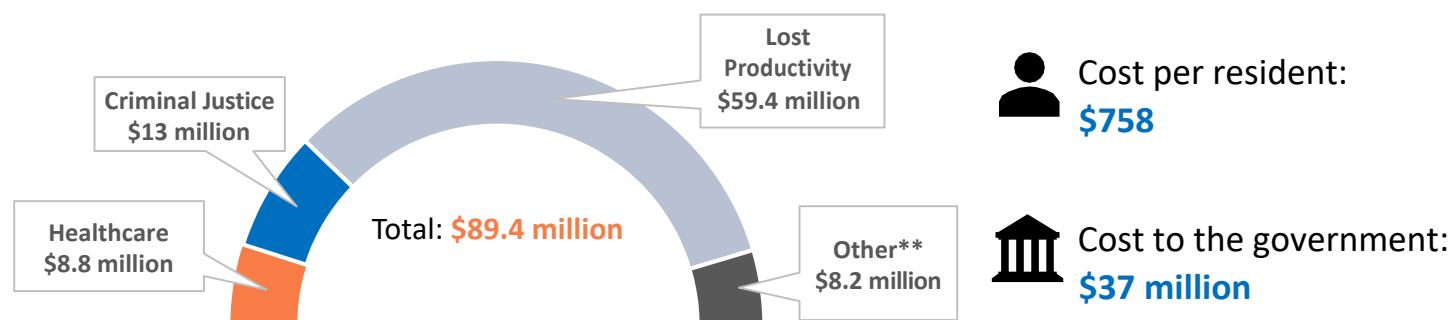 Lost
Productivity
$59.4 million
Criminal Justice
$13 million
Healthcare
$8.8 million
Total: $89.4 million
Other**
$8.2 million
Cost per resident:
$758
Cost to the government:
$37 million